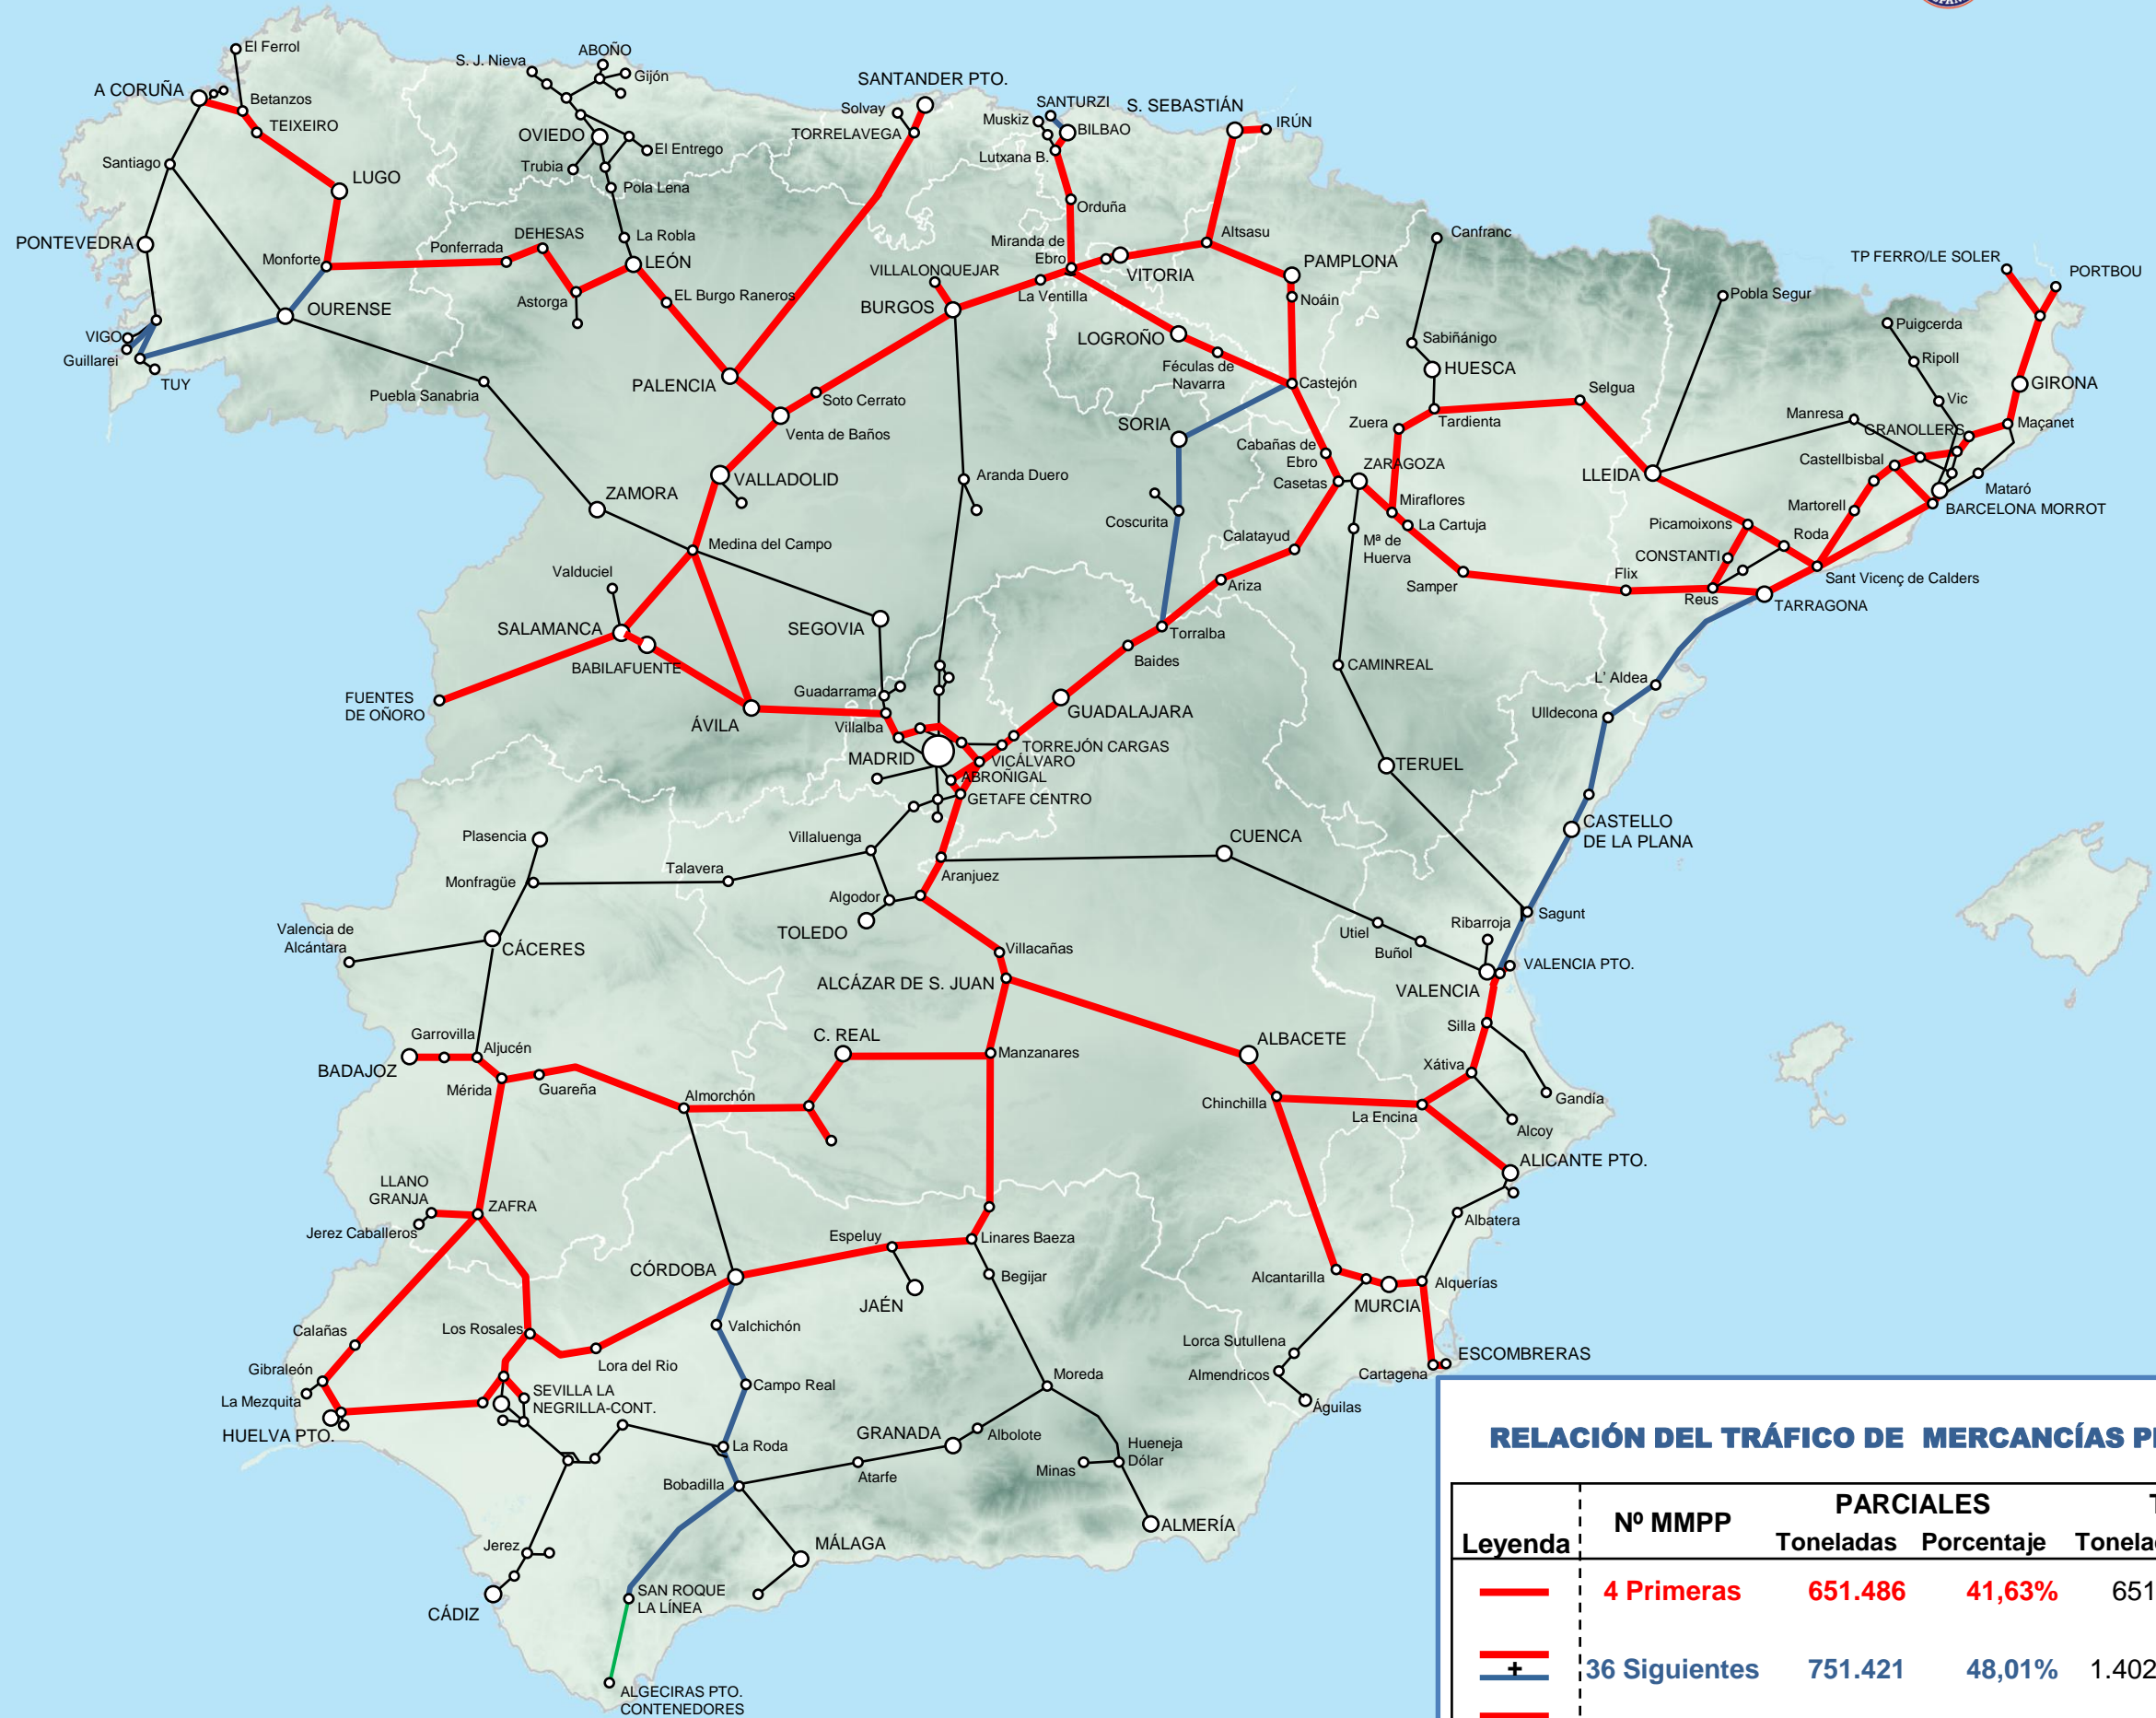 El Ferrol
A CORUÑA
Betanzos
TEIXEIRO
Santiago
LUGO
PONTEVEDRA
Monforte
OURENSE
VIGO
Guillarei
TUY
Puebla Sanabria
S. J. Nieva
ABOÑO
Gijón
OVIEDO
El Entrego
Trubia
Pola Lena
La Robla
DEHESAS
Ponferrada
LEÓN
Astorga
EL Burgo Raneros
SANTANDER PTO.
Solvay
TORRELAVEGA
SANTURZI
Muskiz
BILBAO
Lutxana B.
S. SEBASTIÁN
IRÚN
Orduña
Miranda de
Ebro
Altsasu
VITORIA
VILLALONQUEJAR
La Ventilla
BURGOS
PAMPLONA
Noáin
LOGROÑO
Féculas de
Navarra
Castejón
PALENCIA
Soto Cerrato
Venta de Baños
SORIA
Canfranc
Sabiñánigo
HUESCA
Tardienta
Zuera
Selgua
Pobla Segur
TP FERRO/LE SOLER
PORTBOU
Puigcerda
Ripoll
GIRONA
Vic
Manresa
GRANOLLERS
Maçanet
Castellbisbal
Mataró
Martorell
BARCELONA MORROT
LLEIDA
Picamoixons
Roda
CONSTANTI
Sant Vicenç de Calders
Reus
TARRAGONA
Cabañas de
Ebro
ZARAGOZA
Casetas
Miraflores
La Cartuja
Mª de
Huerva
Samper
Flix
Calatayud
Ariza
Coscurita
Torralba
Baides
VALLADOLID
ZAMORA
Aranda Duero
Medina del Campo
Valduciel
SALAMANCA
BABILAFUENTE
SEGOVIA
FUENTES
DE OÑORO
ÁVILA
Guadarrama
Villalba
GUADALAJARA
MADRID
TORREJÓN CARGAS
VICÁLVARO
ABROÑIGAL
GETAFE CENTRO
CAMINREAL
TERUEL
L' Aldea
Ulldecona
CASTELLO
DE LA PLANA
Plasencia
Monfragüe
Talavera
Villaluenga
Aranjuez
Algodor
TOLEDO
CUENCA
Utiel
Buñol
Ribarroja
Sagunt
VALENCIA PTO.
VALENCIA
Silla
Xátiva
Gandía
Alcoy
Valencia de
Alcántara
CÁCERES
Villacañas
ALCÁZAR DE S. JUAN
Garrovilla
Aljucén
BADAJOZ
Mérida
Guareña
Almorchón
C. REAL
Manzanares
ALBACETE
Chinchilla
La Encina
ALICANTE PTO.
Albatera
LLANO
GRANJA
ZAFRA
Jerez Caballeros
Espeluy
Linares Baeza
CÓRDOBA
Begijar
JAÉN
Alcantarilla
MURCIA
Alquerías
Lorca Sutullena
Almendricos
Águilas
Cartagena
ESCOMBRERAS
Calañas
Gibraleón
La Mezquita
HUELVA PTO.
Los Rosales
Lora del Rio
SEVILLA LA
NEGRILLA-CONT.
Valchichón
Campo Real
La Roda
Bobadilla
Moreda
GRANADA
Albolote
Atarfe
Minas
Hueneja
Dólar
ALMERÍA
Jerez
CÁDIZ
MÁLAGA
SAN ROQUE
LA LÍNEA
ALGECIRAS PTO.
CONTENEDORES
RELACIÓN DEL TRÁFICO DE MERCANCÍAS
Leyenda Nº MMPP PARCIALES
Toneladas Porcentaje
4 Primeras 651.486 41,63% 651
+ 36 Siguientes 751.421 48,01% 1.402